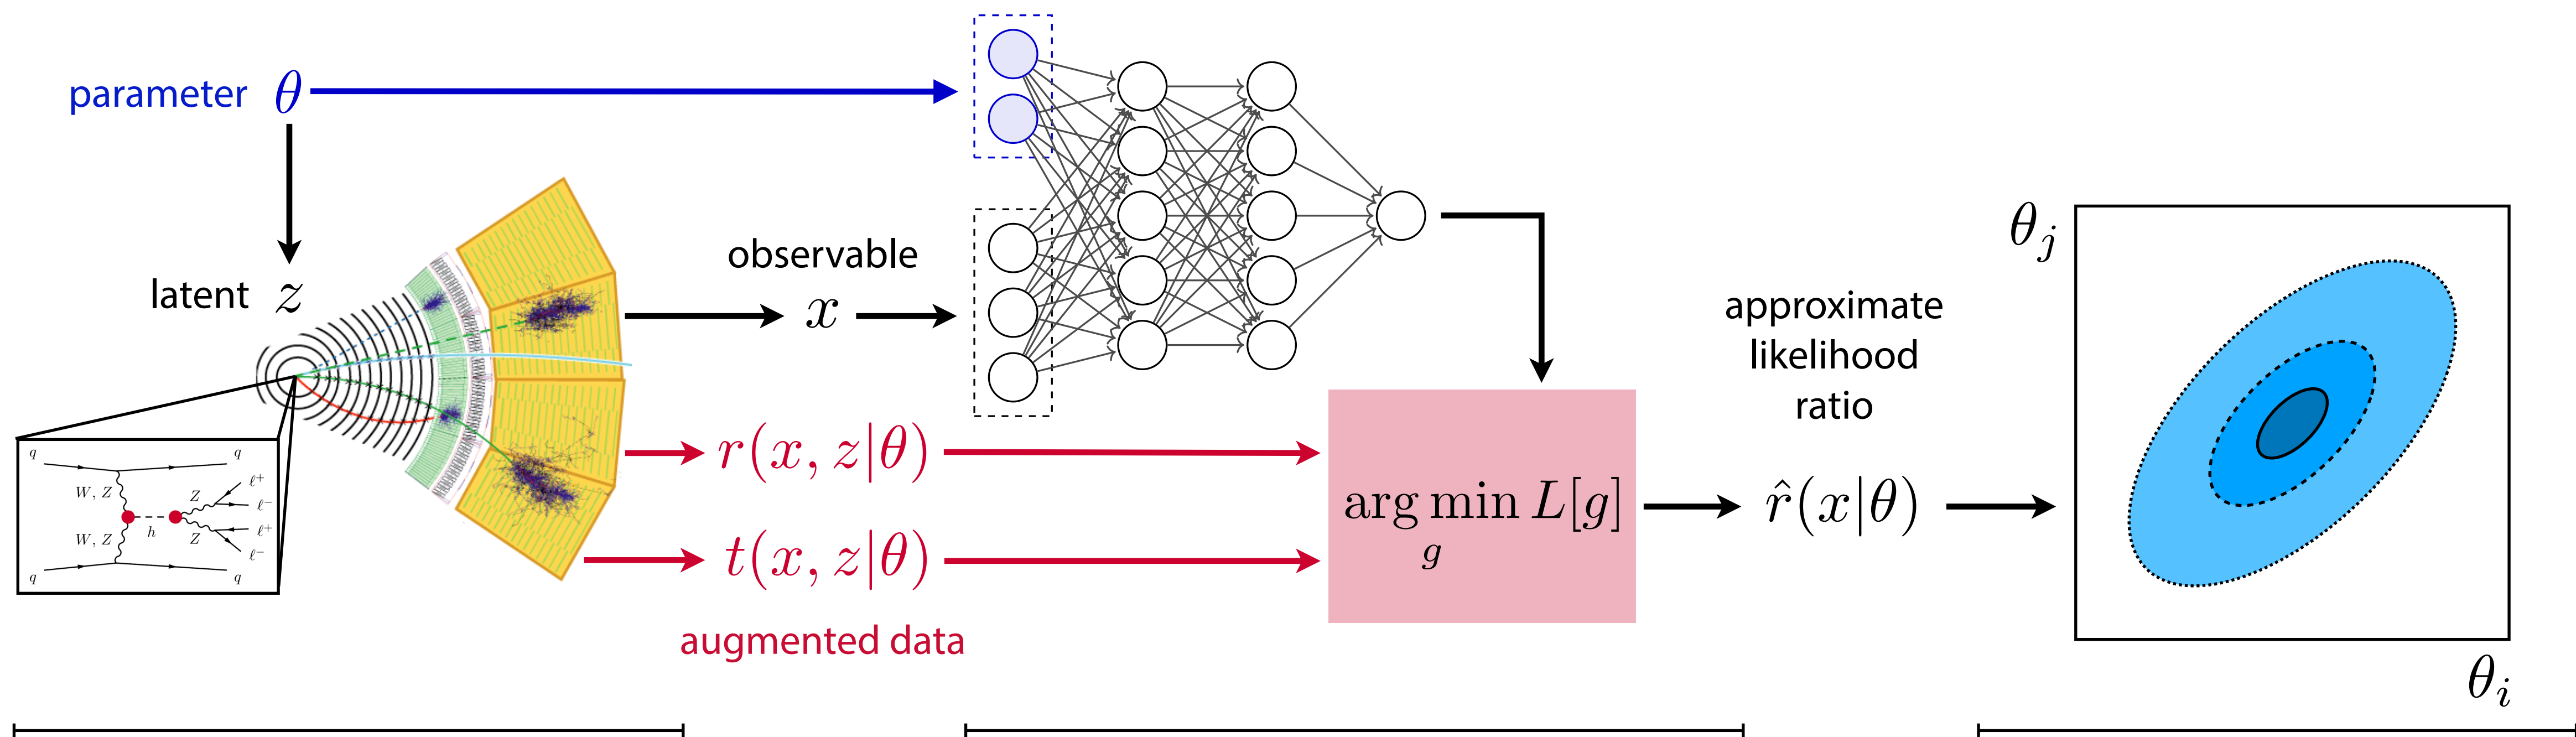 parameter θ
latent z
observable
x
r(x, z|θ)
t(x, z|θ)
augmented data
arg min L[g]
g
approximate
likelihood
ratio
r̂(x|θ)
θj
θi
q
q
W, Z
Z
ℓ+
ℓ−
h
W, Z
Z
ℓ+
ℓ−
q
q